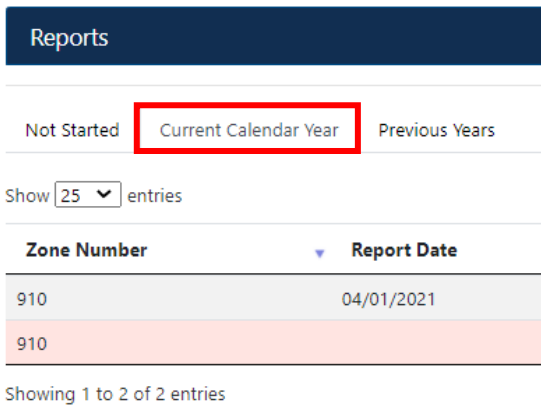 Reports
Not Started Current Calendar Year Previous Years
Show 25 entries
Zone Number Report Date
910 04/01/2021
910
Showing 1 to 2 of 2 entries